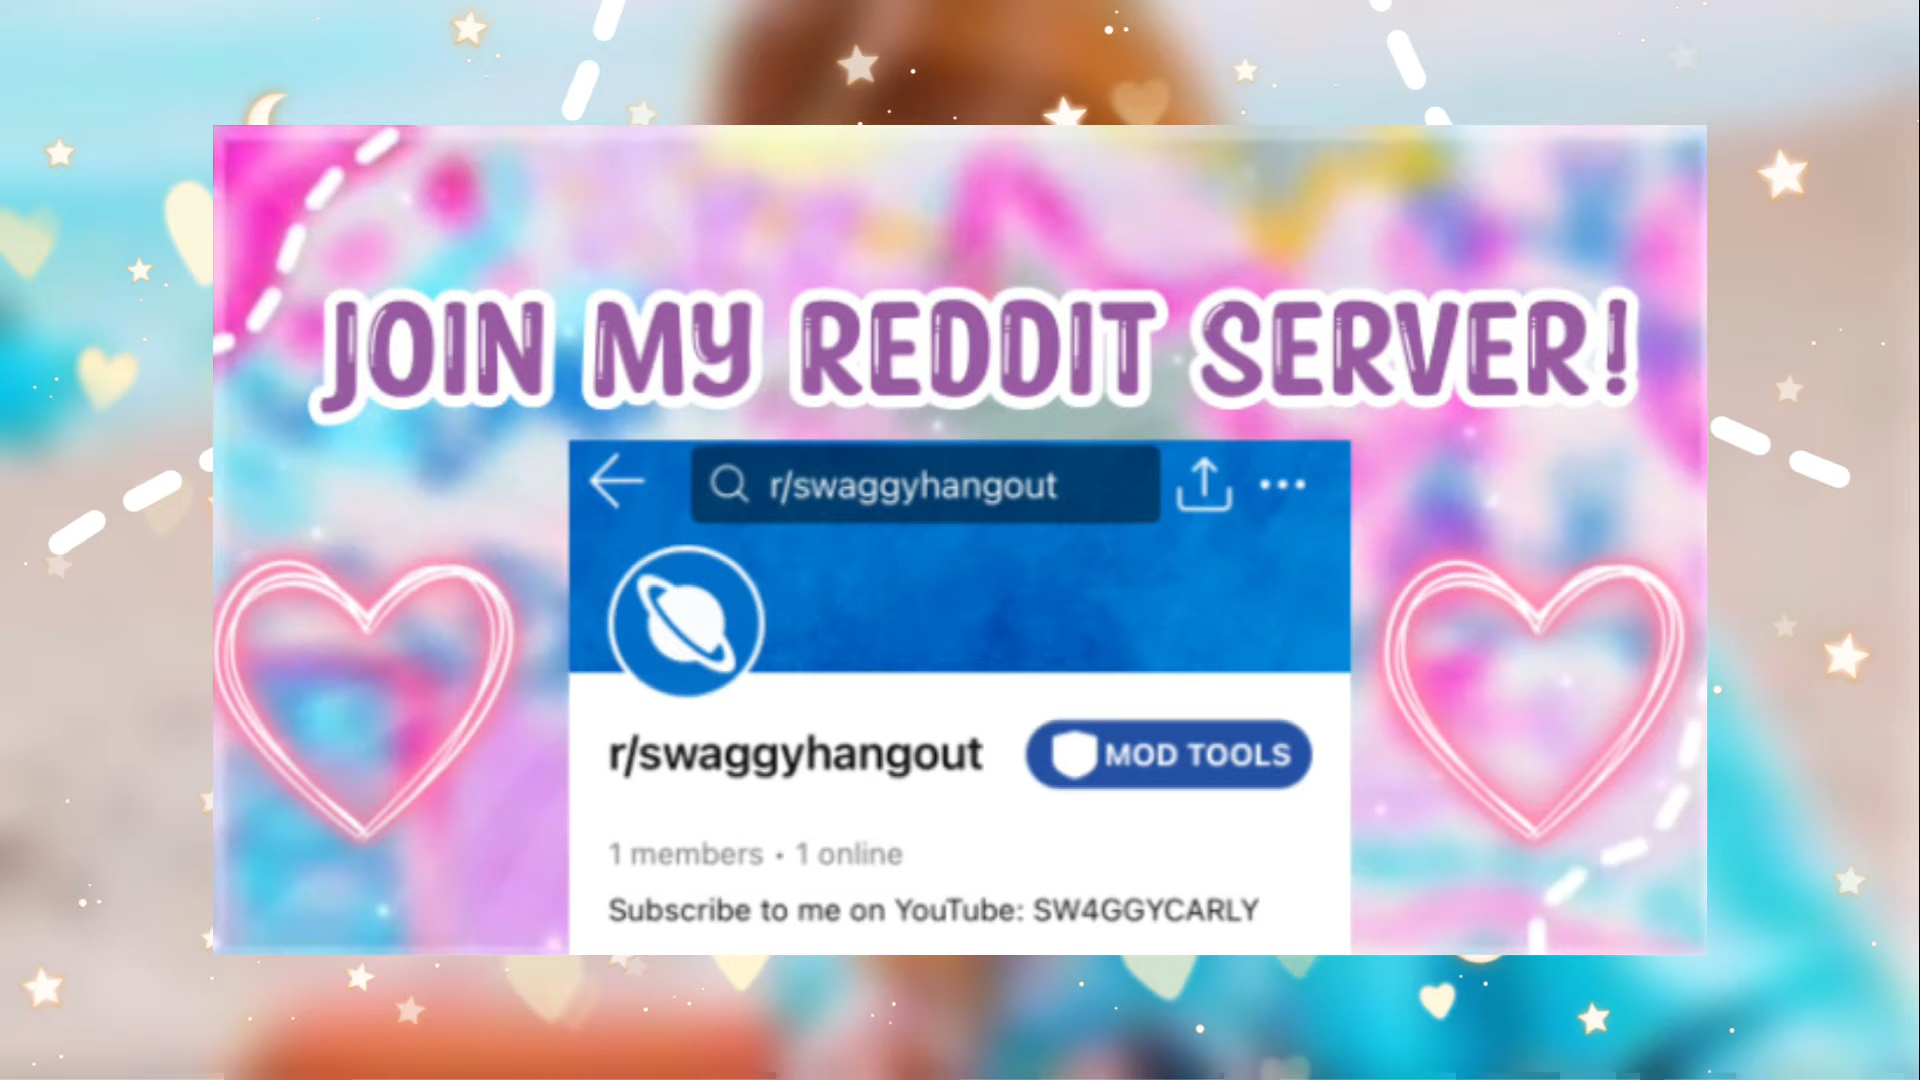 JOIN MY REDDIT SERVER!
r/swaggyhangout
r/swaggyhangout
MOD TOOLS
1 members • 1 online
Subscribe to me on YouTube: SW4GGYCARLY